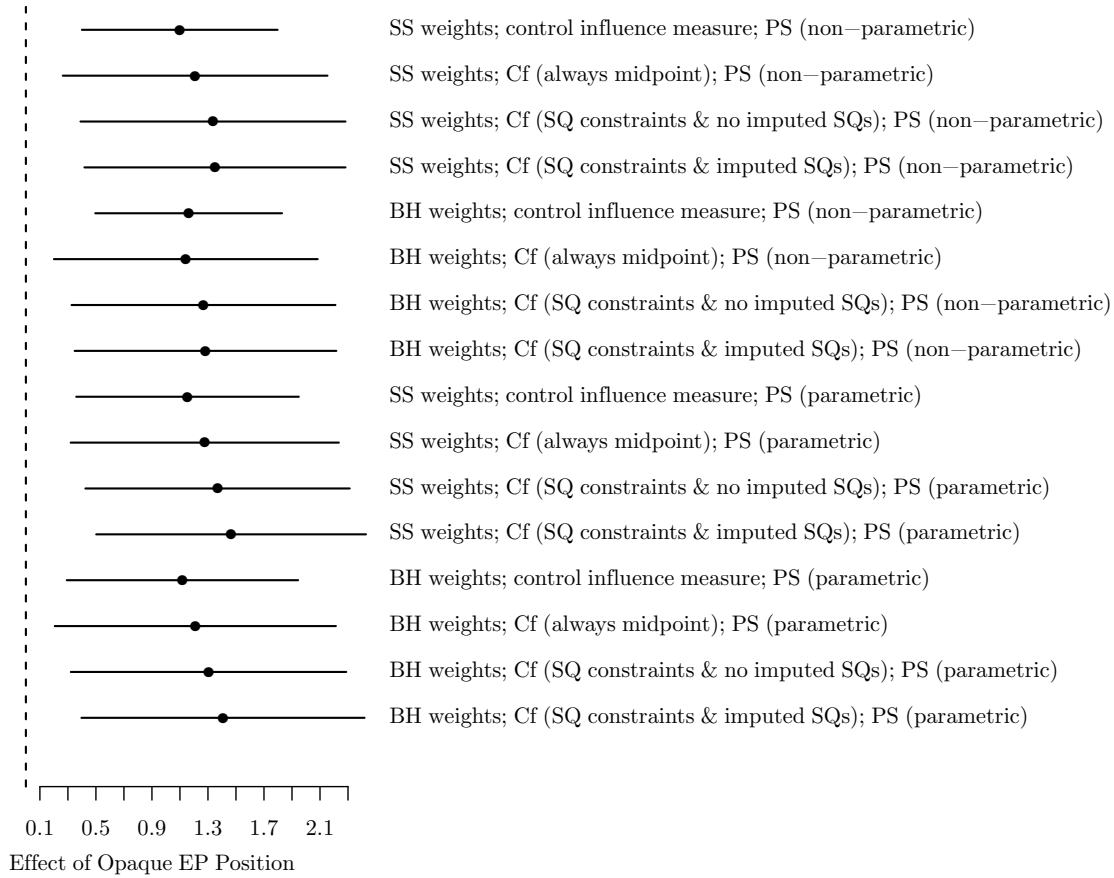 SS weights; control influence measure; PS (non−parametric)
SS weights; Cf (always midpoint); PS (non−parametric)
SS weights; Cf (SQ constraints & no imputed SQs); PS (non−parametric)
SS weights; Cf (SQ constraints & imputed SQs); PS (non−parametric)
BH weights; control influence measure; PS (non−parametric)
BH weights; Cf (always midpoint); PS (non−parametric)
BH weights; Cf (SQ constraints & no imputed SQs); PS (non−parametric)
BH weights; Cf (SQ constraints & imputed SQs); PS (non−parametric)
SS weights; control influence measure; PS (parametric)
SS weights; Cf (always midpoint); PS (parametric)
SS weights; Cf (SQ constraints & no imputed SQs); PS (parametric)
SS weights; Cf (SQ constraints & imputed SQs); PS (parametric)
BH weights; control influence measure; PS (parametric)
BH weights; Cf (always midpoint); PS (parametric)
BH weights; Cf (SQ constraints & no imputed SQs); PS (parametric)
BH weights; Cf (SQ constraints & imputed SQs); PS (parametric)
0.1 0.5 0.9 1.3 1.7 2.1
Effect of Opaque EP Position